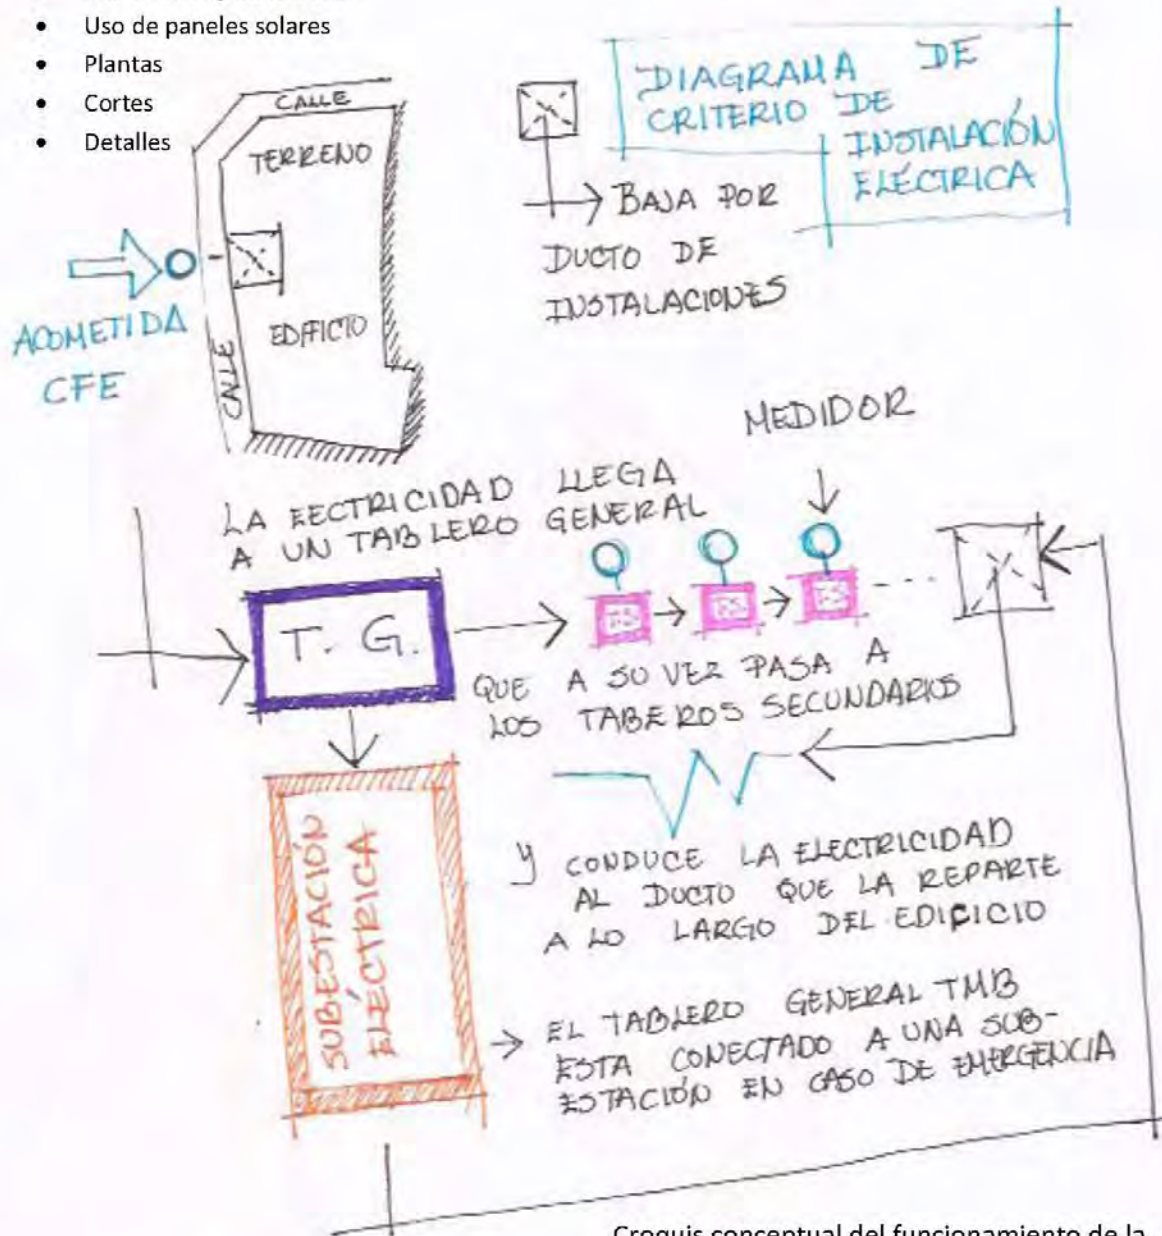 • Uso de paneles solares
• Plantas
• Cortes
• Detalles
DIAGRAMA DE
CRITERIO DE
INSTALACIÓN
ELÉCTRICA
CALLE
TERRENO
EDIFICIO
CALLE
ACOMETIDA
CFE
BAJA POR
DUCTO DE
INSTALACIONES
MEDIDOR
LA EECTRICIDAD LLEGA
A UN TABLERO GENERAL
T. G.
TS
TS
TS
QUE A SU VEZ PASA A
LOS TABEROS SECUNDARIOS
Y CONDUCE LA ELECTRICIDAD
AL DUCTO QUE LA REPARTE
A LO LARGO DEL EDIFICIO
SUBESTACIÓN
ELÉCTRICA
EL TABLERO GENERAL TMB
ESTA CONECTADO A UNA SUB-
ESTACIÓN EN CASO DE EMERGENCIA
Croquis conceptual del funcionamiento de la